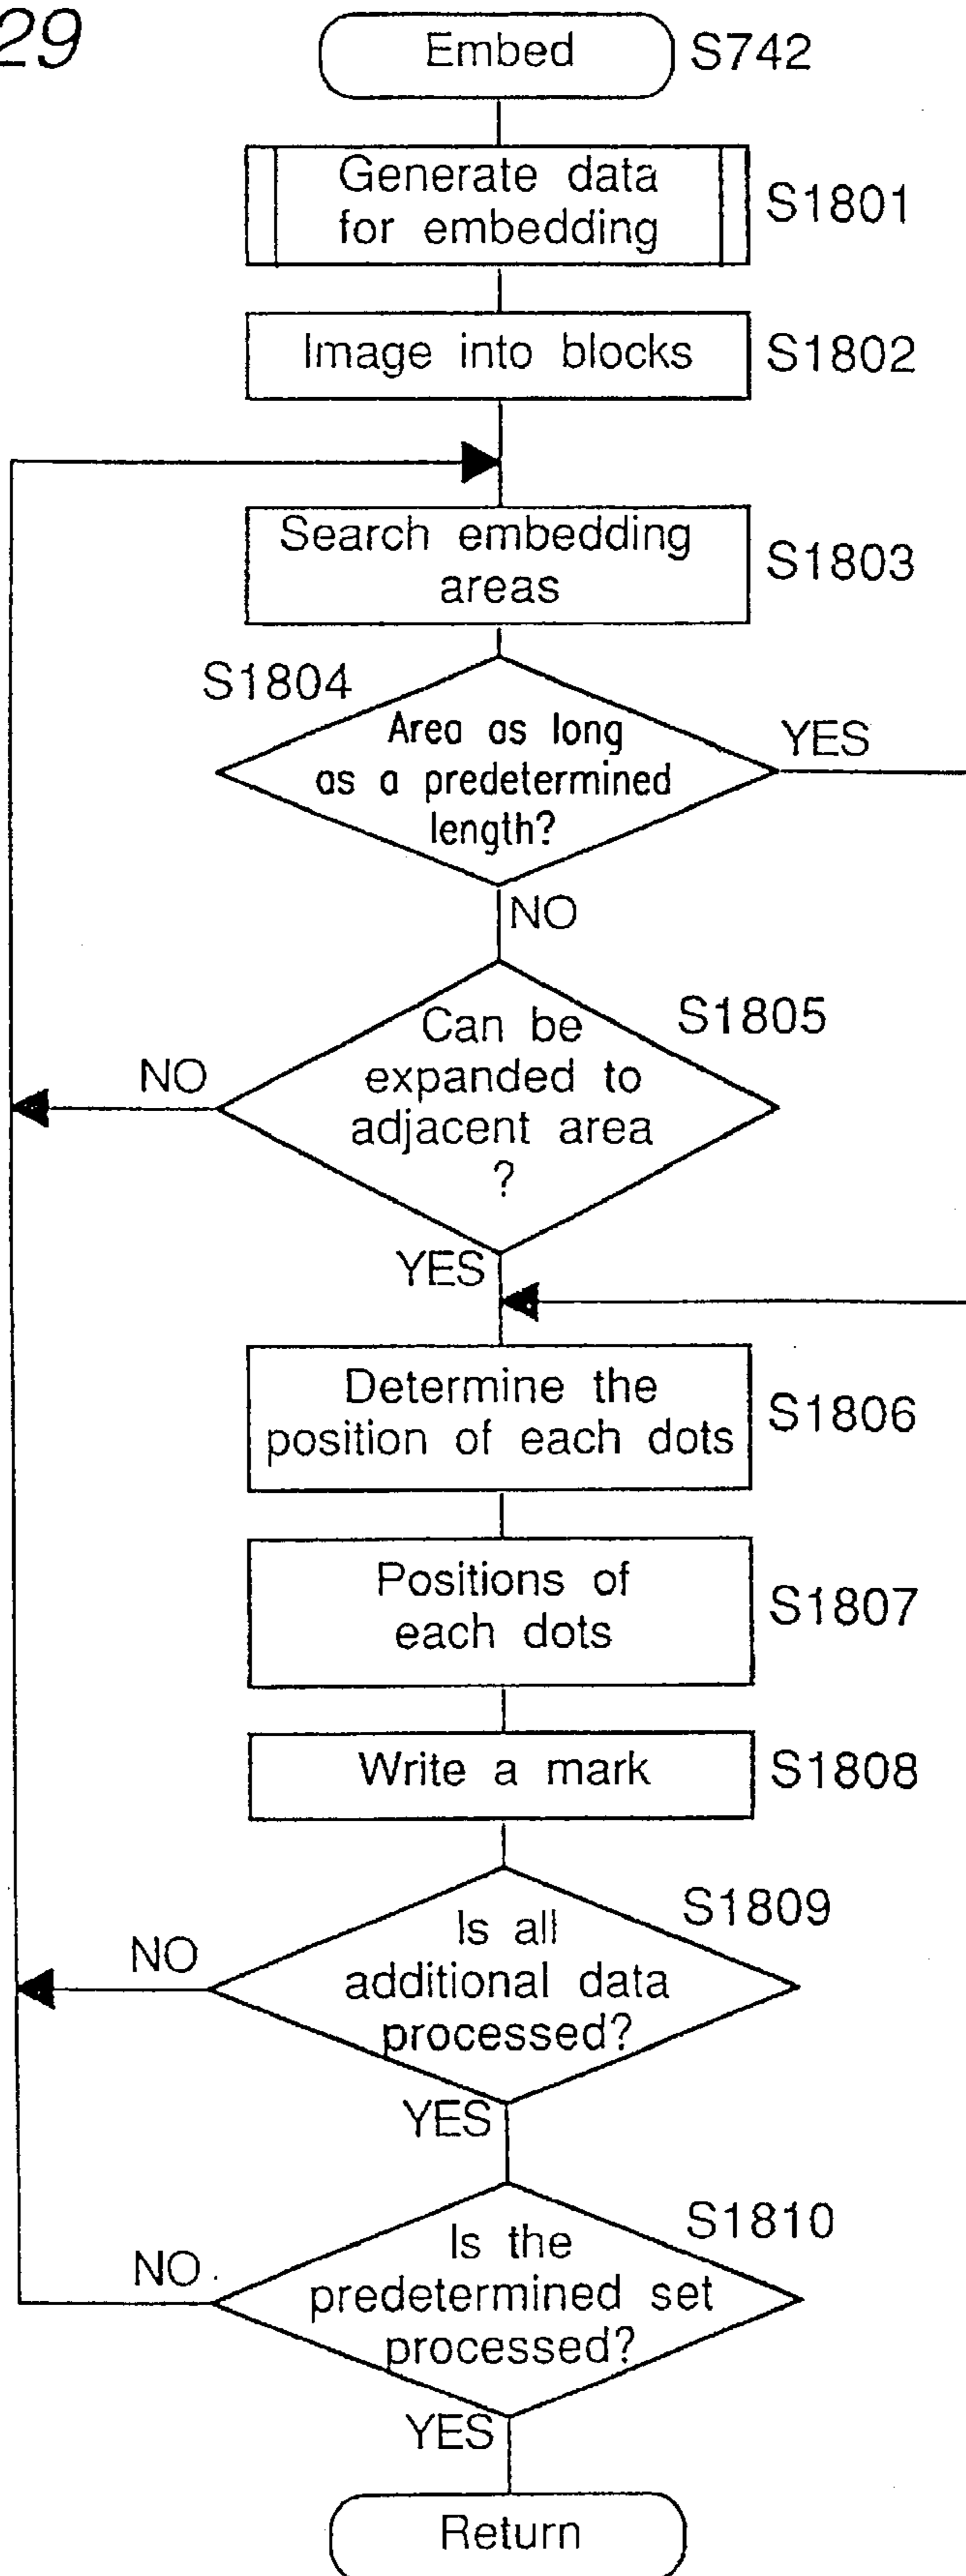 29
Embed
S742
Generate data
for embedding
S1801
Image into blocks
S1802
Search embedding
areas
S1803
S1804
Area as long
as a predetermined
length?
YES
NO
S1805
Can be
expanded to
adjacent area
?
NO
YES
Determine the
position of each dots
S1806
Positions of
each dots
S1807
Write a mark
S1808
S1809
Is all
additional data
processed?
NO
YES
S1810
Is the
predetermined set
processed?
NO
YES
Return